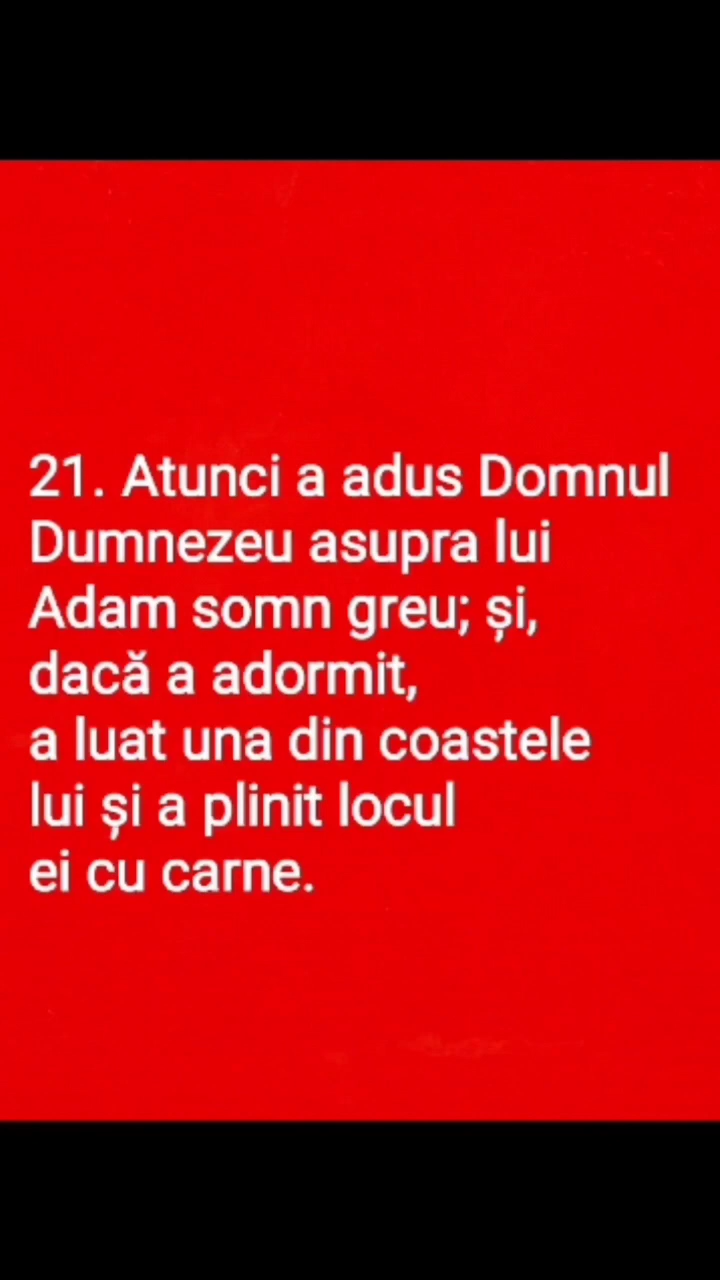 21. Atunci a adus Domnul
Dumnezeu asupra lui
Adam somn greu; și,
dacă a adormit,
a luat una din coastele
lui și a plinit locul
ei cu carne.